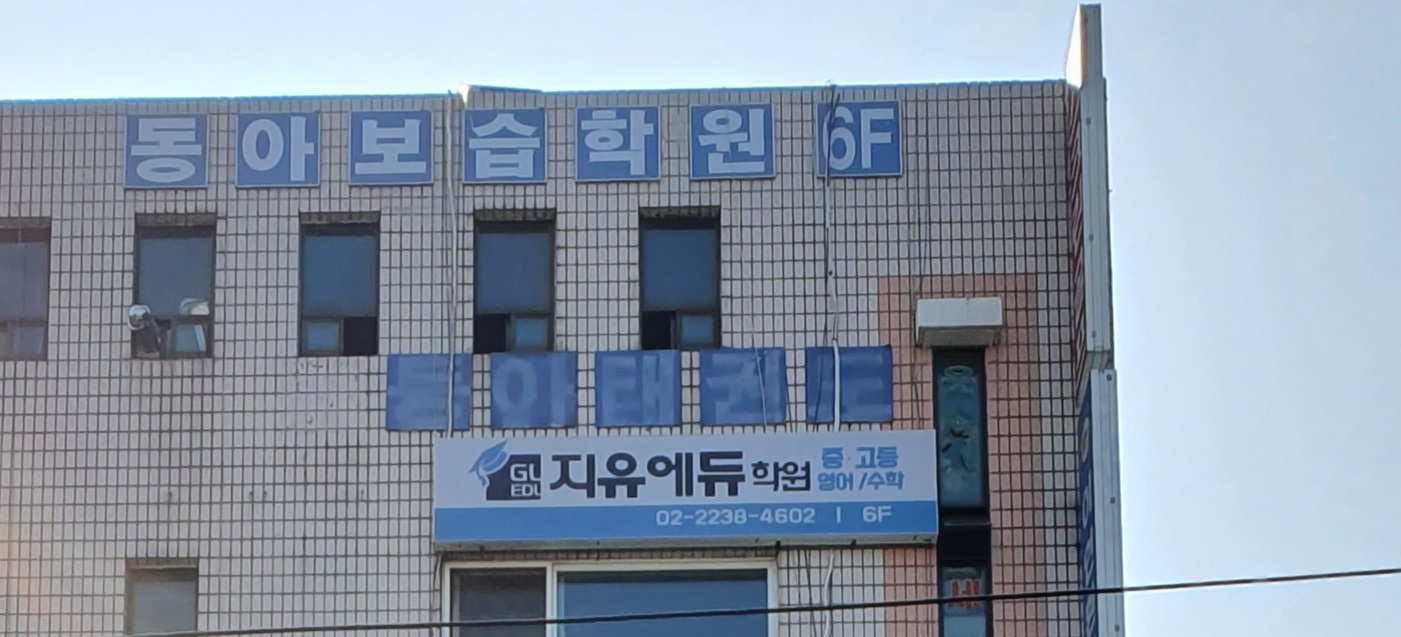 동아보습학원 6F
동아태권도
GU EDU 지유에듀학원 중·고등 영어/수학
02-2238-4602 | 6F